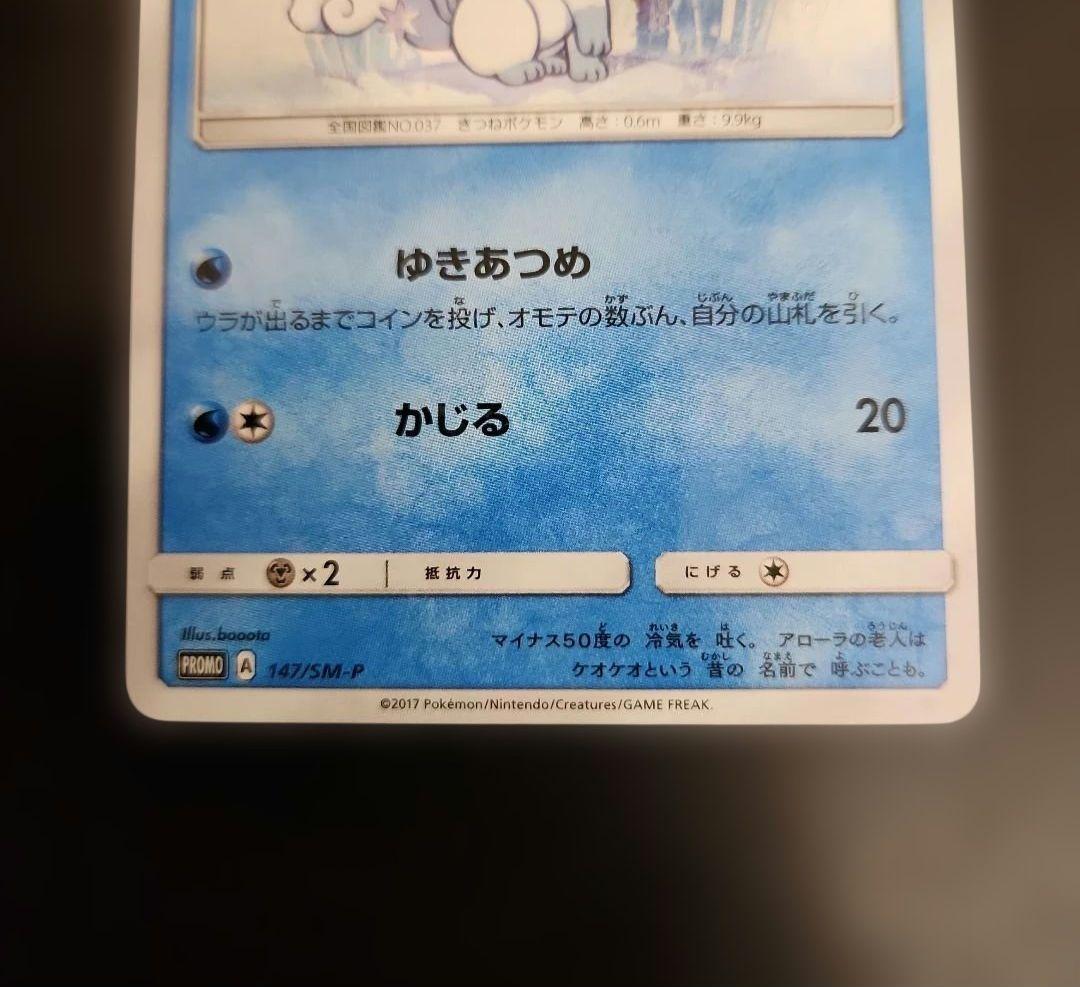 全国図鑑NO.037 きつねポケモン 高さ：0.6m 重さ：9.9kg
ゆきあつめ
ウラが出るまでコインを投げ、オモテの数ぶん、自分の山札を引く。
かじる 20
弱点 ×2 抵抗力 にげる
Illus.booota
マイナス50度の 冷気を 吐く。 アローラの老人は
PROMO A 147/SM-P
ケオケオという 昔の 名前で 呼ぶことも。
©2017 Pokémon/Nintendo/Creatures/GAME FREAK.